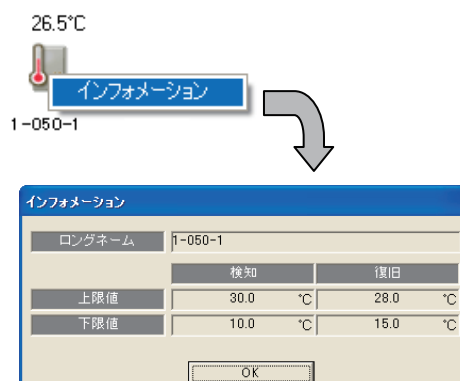 26.5℃
インフォメーション
1-050-1
インフォメーション
ロングネーム 1-050-1
検知 復旧
上限値 30.0 ℃ 28.0 ℃
下限値 10.0 ℃ 15.0 ℃
OK